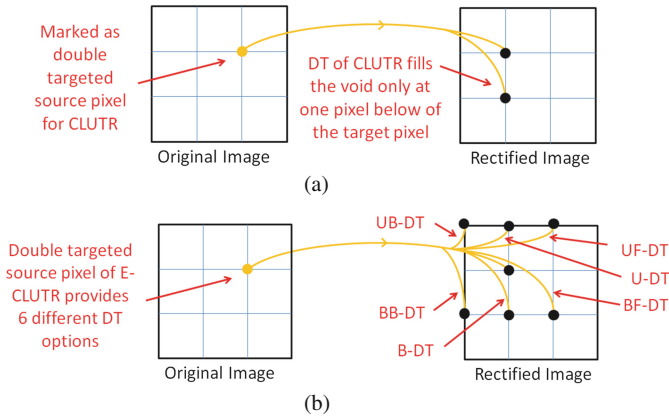 Marked as
double
targeted
source pixel
for CLUTR
DT of CLUTR fills
the void only at
one pixel below of
the target pixel
Original Image
Rectified Image
(a)
Double targeted
source pixel of E-
CLUTR provides
6 different DT
options
UB-DT
UF-DT
U-DT
BB-DT
BF-DT
B-DT
Original Image
Rectified Image
(b)